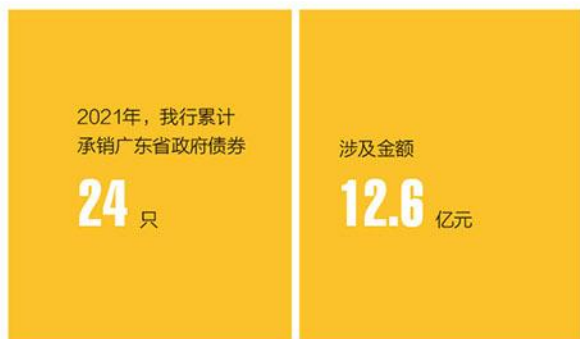 2021年，我行累计
承销广东省政府债券
24 只
涉及金额
12.6 亿元